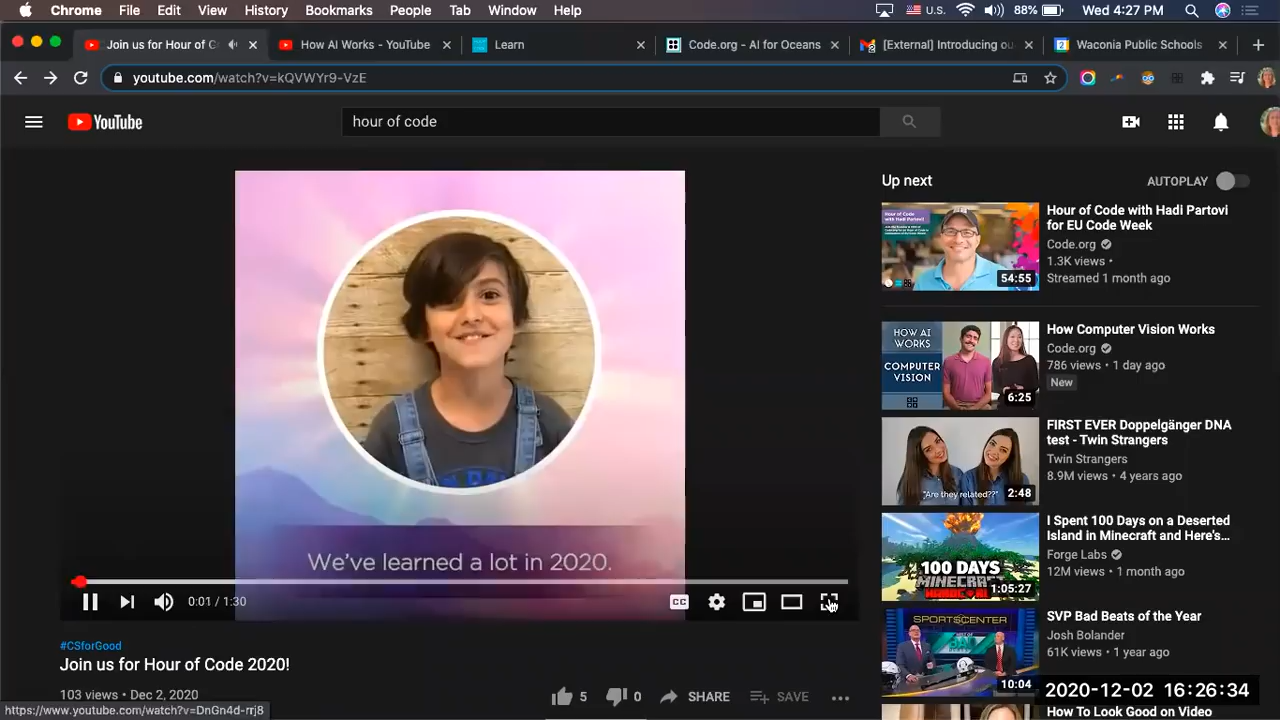 Chrome File Edit View History Bookmarks People Tab Window Help U.S. 88% Wed 4:27 PM
Join us for Hour of C How AI Works - YouTube Learn Code.org - AI for Oceans [External] Introducing ou Waconia Public Schools
youtube.com/watch?v=kQVWYr9-VzE
YouTube hour of code
Up next AUTOPLAY
Hour of Code with Hadi Partovi
for EU Code Week
Code.org
1.3K views •
Streamed 1 month ago
54:55
HOW AI
WORKS
COMPUTER
VISION
6:25
How Computer Vision Works
Code.org
786 views • 1 day ago
New
"Are they related??"
2:48
FIRST EVER Doppelgänger DNA
test - Twin Strangers
Twin Strangers
8.9M views • 4 years ago
100 DAYS
MINECRAFT
1:05:27
I Spent 100 Days on a Deserted
Island in Minecraft and Here's...
Forge Labs
12M views • 1 month ago
SPORTSCENTER
10:04
SVP Bad Beats of the Year
Josh Bolander
61K views • 1 year ago
How To Look Good on Video
We've learned a lot in 2020.
0:01 / 1:30 CC
#CSforGood
Join us for Hour of Code 2020!
103 views • Dec 2, 2020 5 0 SHARE SAVE
https://www.youtube.com/watch?v=DnGn4d-rrj8
2020-12-02 16:26:34